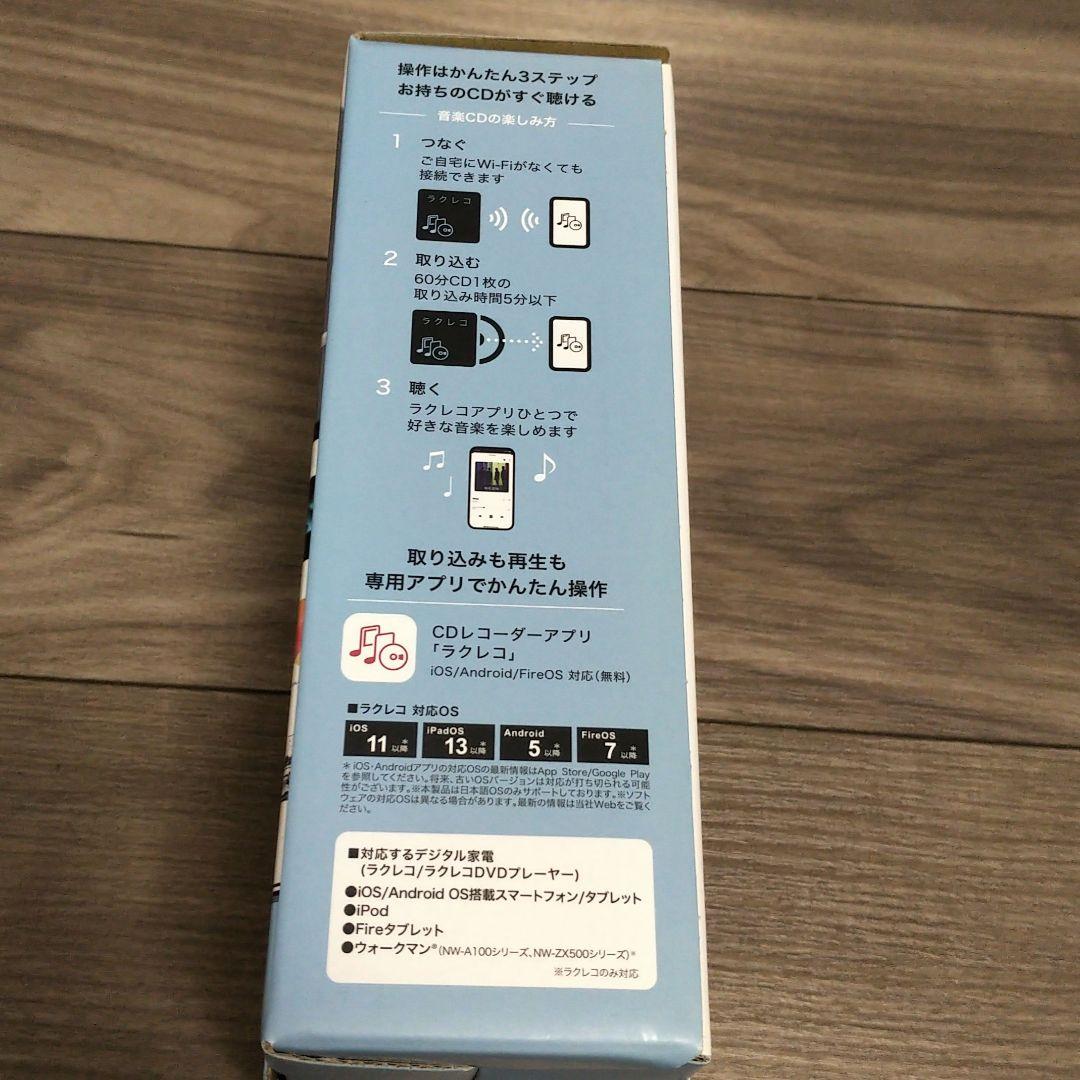 操作はかんたん3ステップ
お持ちのCDがすぐ聴ける
音楽CDの楽しみ方
1 つなぐ
ご自宅にWi-Fiがなくても
接続できます
ラクレコ
2 取り込む
60分CD1枚の
取り込み時間5分以下
ラクレコ
3 聴く
ラクレコアプリひとつで
好きな音楽を楽しめます
取り込みも再生も
専用アプリでかんたん操作
CDレコーダーアプリ
「ラクレコ」
iOS/Android/FireOS 対応(無料)
■ラクレコ 対応OS
iOS 11 以降*
iPadOS 13 以降*
Android 5 以降*
FireOS 7 以降*
*iOS・Androidアプリの対応OSの最新情報はApp Store/Google Play
を参照してください。将来、古いOSバージョンは対応が打ち切られる可能
性がございます。※本製品は日本語OSのみサポートしております。※ソフト
ウェアの対応OSは異なる場合があります。最新の情報は当社Webをご覧く
ださい。
■対応するデジタル家電
(ラクレコ/ラクレコDVDプレーヤー)
●iOS/Android OS搭載スマートフォン/タブレット
●iPod
●Fireタブレット
●ウォークマン®(NW-A100シリーズ、NW-ZX500シリーズ)※
※ラクレコのみ対応